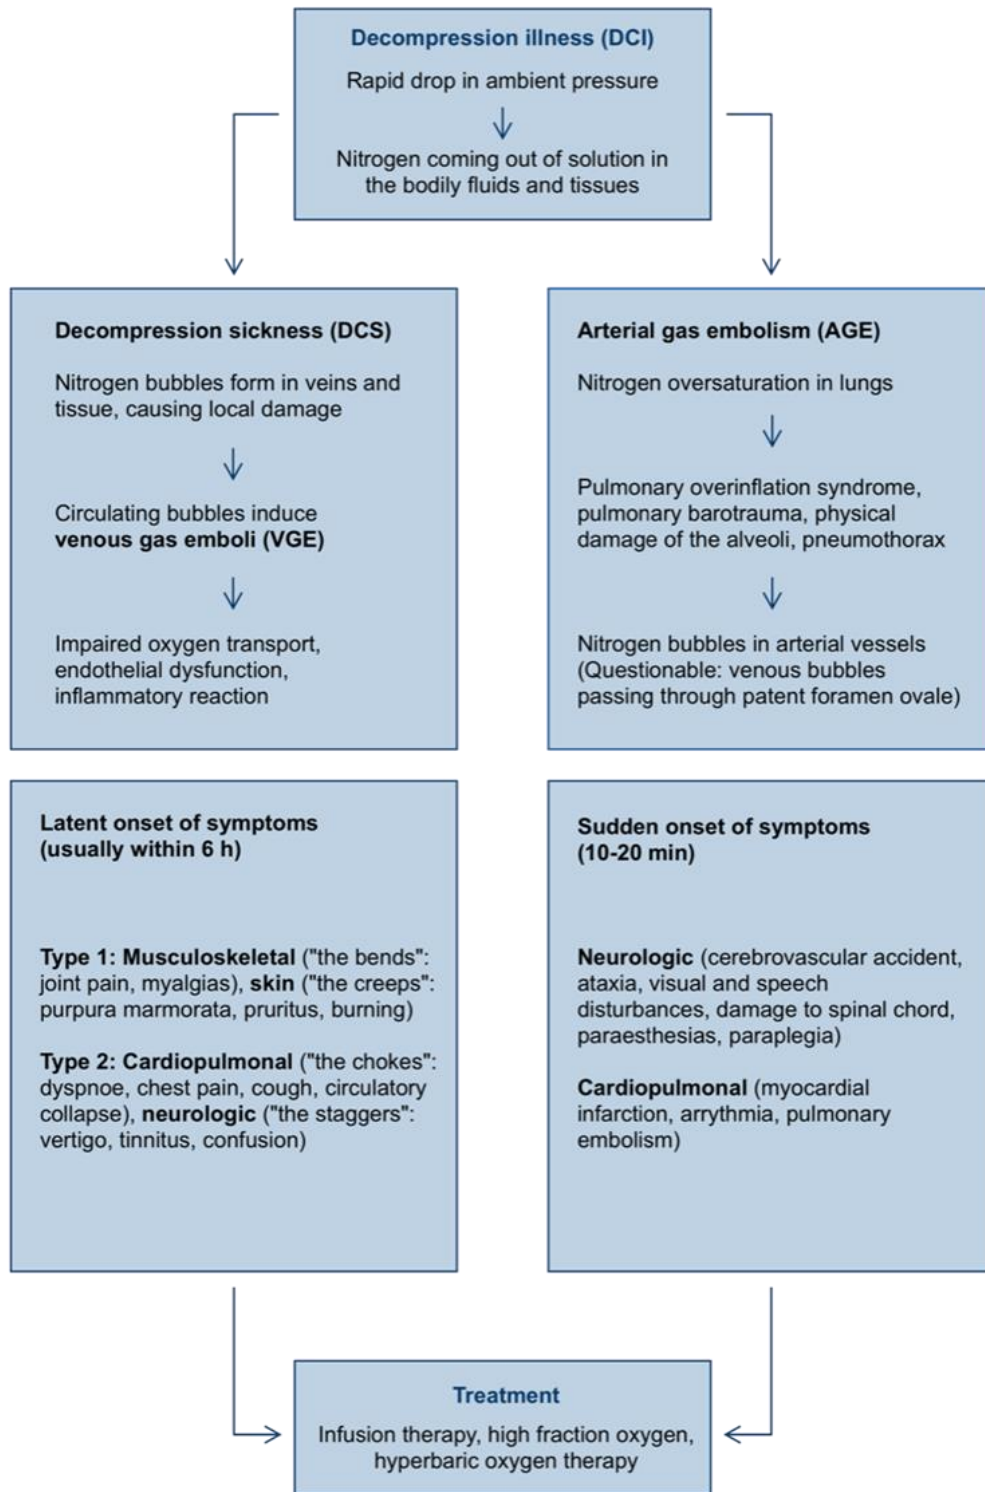 Decompression illness (DCI)
Rapid drop in ambient pressure
Nitrogen coming out of solution in
the bodily fluids and tissues
Decompression sickness (DCS)
Nitrogen bubbles form in veins and
tissue, causing local damage
Circulating bubbles induce
venous gas emboli (VGE)
Impaired oxygen transport,
endothelial dysfunction,
inflammatory reaction
Arterial gas embolism (AGE)
Nitrogen oversaturation in lungs
Pulmonary overinflation syndrome,
pulmonary barotrauma, physical
damage of the alveoli, pneumothorax
Nitrogen bubbles in arterial vessels
(Questionable: venous bubbles
passing through patent foramen ovale)
Latent onset of symptoms
(usually within 6 h)
Type 1: Musculoskeletal ("the bends":
joint pain, myalgias), skin ("the creeps":
purpura marmorata, pruritus, burning)
Type 2: Cardiopulmonal ("the chokes":
dyspnoe, chest pain, cough, circulatory
collapse), neurologic ("the staggers":
vertigo, tinnitus, confusion)
Sudden onset of symptoms
(10-20 min)
Neurologic (cerebrovascular accident,
ataxia, visual and speech
disturbances, damage to spinal chord,
paraesthesias, paraplegia)
Cardiopulmonal (myocardial
infarction, arrythmia, pulmonary
embolism)
Treatment
Infusion therapy, high fraction oxygen,
hyperbaric oxygen therapy